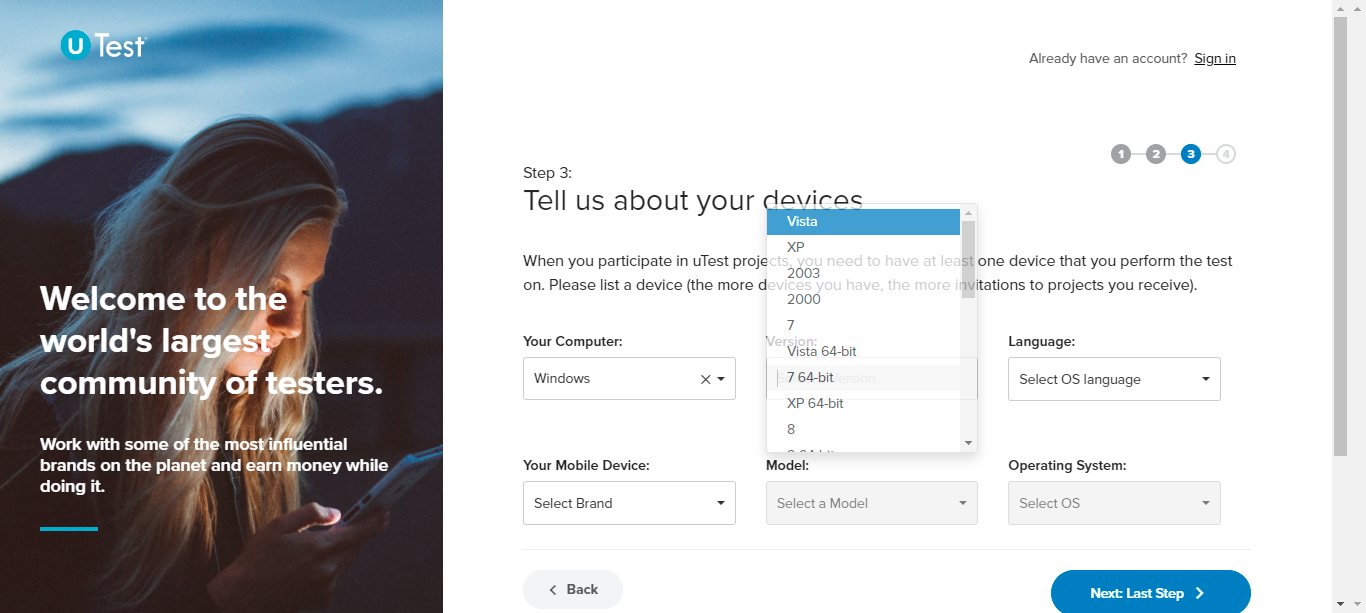 uTest
Already have an account? Sign in
1 2 3 4
Step 3:
Tell us about your devices
When you participate in uTest projects, you need to have at least one device that you perform the test
on. Please list a device (the more devices you have, the more invitations to projects you receive).
Welcome to the
world's largest
community of testers.
Work with some of the most influential
brands on the planet and earn money while
doing it.
Your Computer:
Version:
Language:
Windows
Select OS language
Vista
XP
2003
2000
7
Vista 64-bit
7 64-bit
XP 64-bit
8
Your Mobile Device:
Model:
Operating System:
Select Brand
Select a Model
Select OS
Back
Next: Last Step